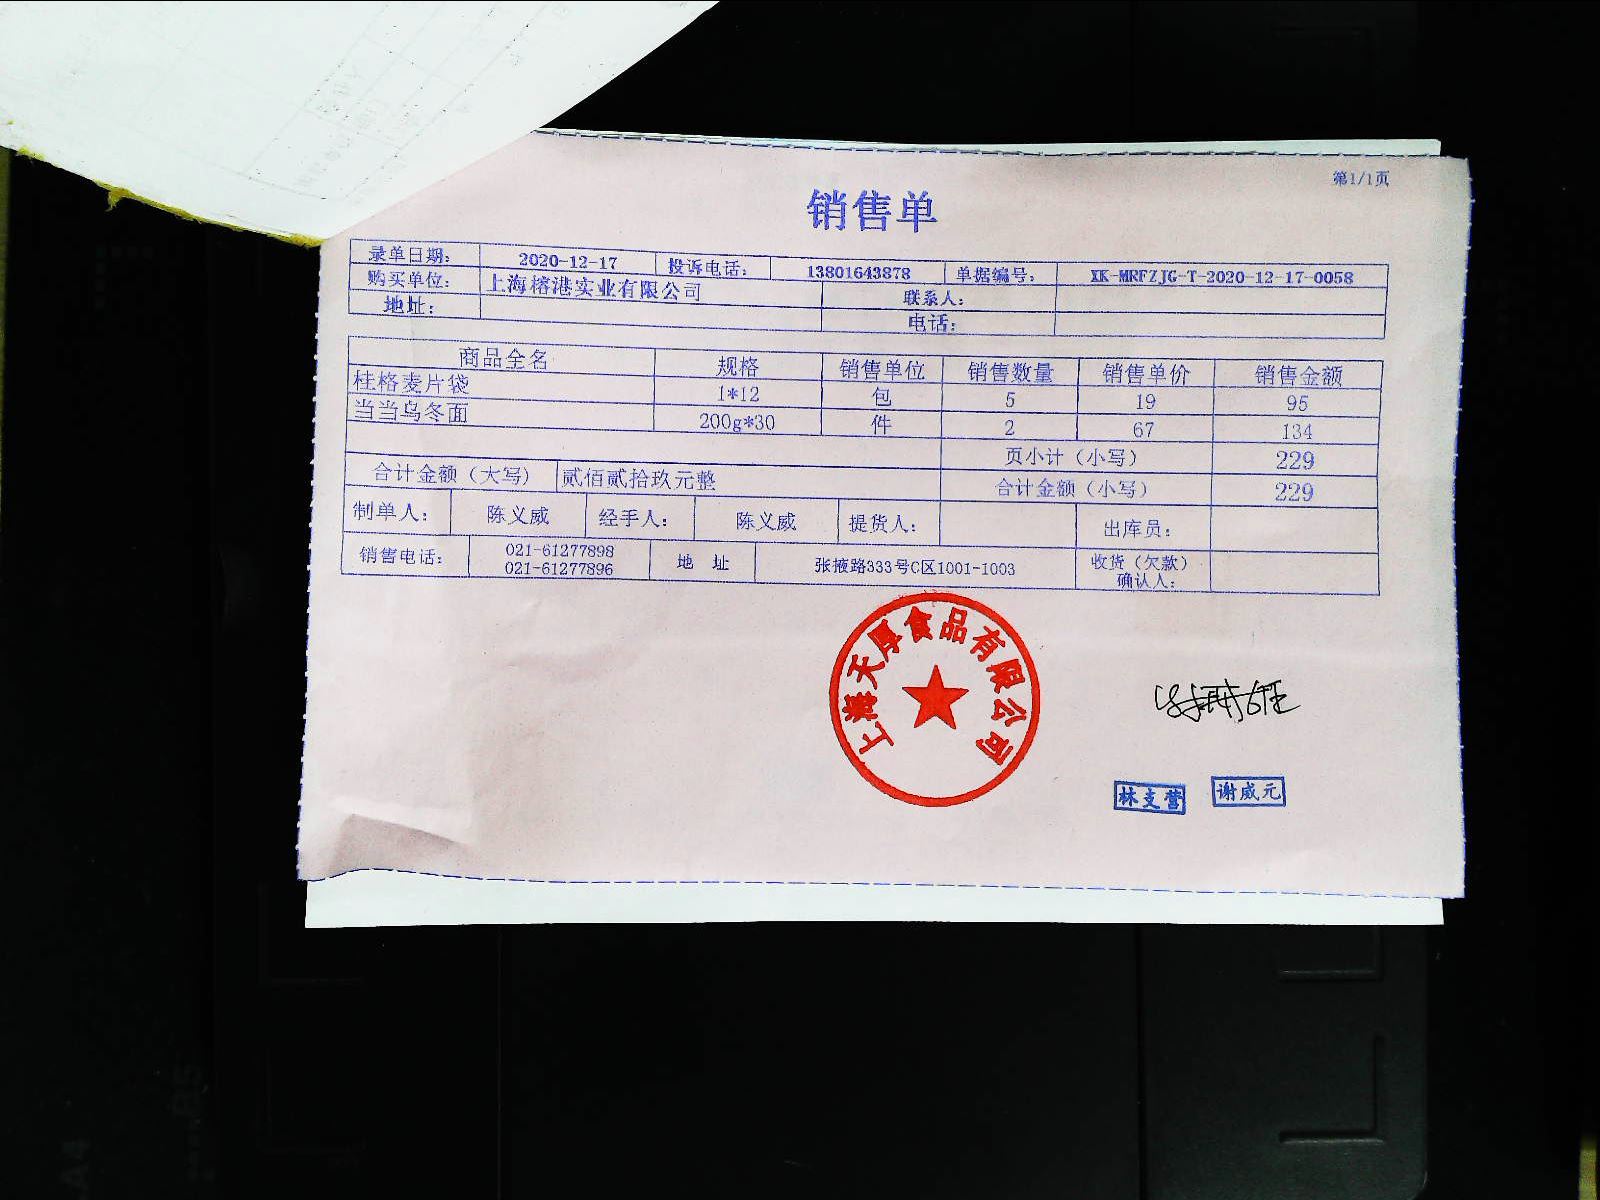 第1/1页
销售单
录单日期： 2020-12-17 投诉电话： 13801643878 单据编号： XK-MRFZJG-T-2020-12-17-0058
购买单位： 上海榕港实业有限公司 联系人：
地址： 电话：
商品全名 规格 销售单位 销售数量 销售单价 销售金额
桂格麦片袋 1*12 包 5 19 95
当当乌冬面 200g*30 件 2 67 134
页小计（小写） 229
合计金额（大写） 贰佰贰拾玖元整 合计金额（小写） 229
制单人： 陈义威 经手人： 陈义威 提货人： 出库员：
销售电话： 021-61277898 021-61277896 地 址 张掖路333号C区1001-1003 收货（欠款）确认人：
上海天厚食品有限公司
林支营 谢威元